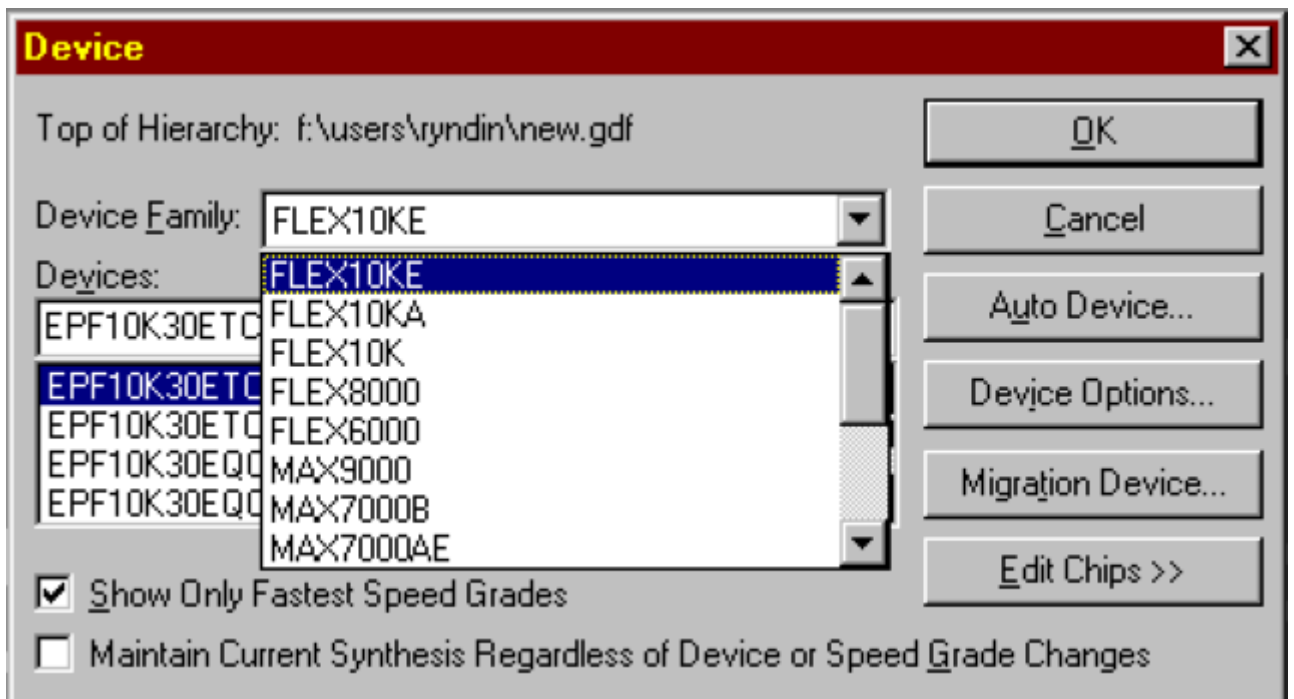 Device
Top of Hierarchy: f:\users\ryndin\new.gdf
OK
Device Family: FLEX10KE
Cancel
Devices:
FLEX10KE
FLEX10KA
FLEX10K
FLEX8000
FLEX6000
MAX9000
MAX7000B
MAX7000AE
EPF10K30ETC
EPF10K30ETC
EPF10K30ETC
EPF10K30EQC
EPF10K30EQC
Auto Device...
Device Options...
Migration Device...
Edit Chips >>
Show Only Fastest Speed Grades
Maintain Current Synthesis Regardless of Device or Speed Grade Changes